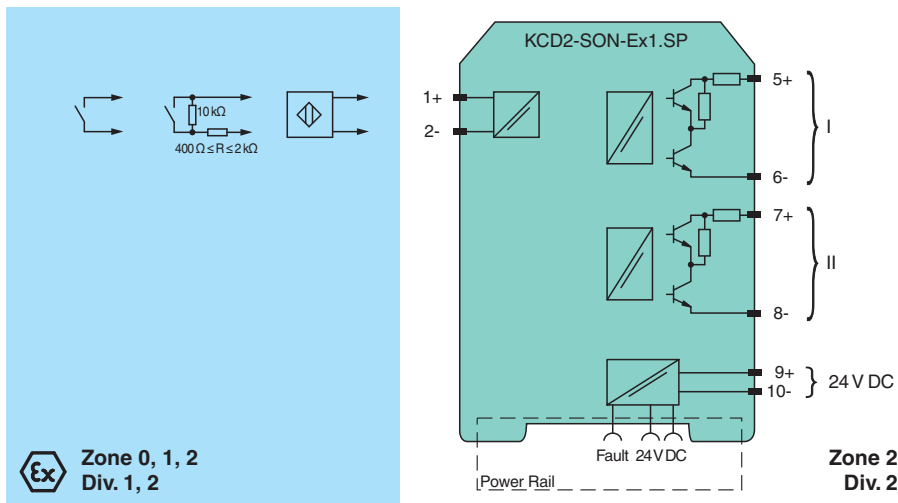 KCD2-SON-Ex1.SP
1+
2-
10 kΩ
400 Ω ≤ R ≤ 2 kΩ
5+
I
6-
7+
II
8-
9+
10-
24 V DC
Fault 24 V DC
Power Rail
Ex
Zone 0, 1, 2
Div. 1, 2
Zone 2
Div. 2